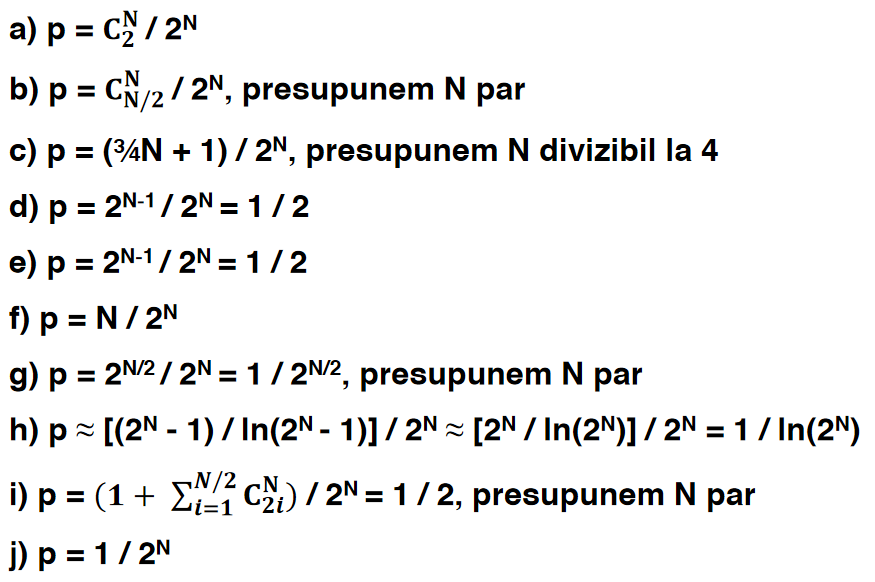 a) p = C₂ᴺ / 2ᴺ
b) p = C_{N/2}^{N} / 2ᴺ, presupunem N par
c) p = (¾N + 1) / 2ᴺ, presupunem N divizibil la 4
d) p = 2ᴺ⁻¹ / 2ᴺ = 1 / 2
e) p = 2ᴺ⁻¹ / 2ᴺ = 1 / 2
f) p = N / 2ᴺ
g) p = 2^{N/2} / 2ᴺ = 1 / 2^{N/2}, presupunem N par
h) p ≈ [(2ᴺ - 1) / ln(2ᴺ - 1)] / 2ᴺ ≈ [2ᴺ / ln(2ᴺ)] / 2ᴺ = 1 / ln(2ᴺ)
i) p = (1 + ∑_{i=1}^{N/2} C_{2i}^{N}) / 2ᴺ = 1 / 2, presupunem N par
j) p = 1 / 2ᴺ